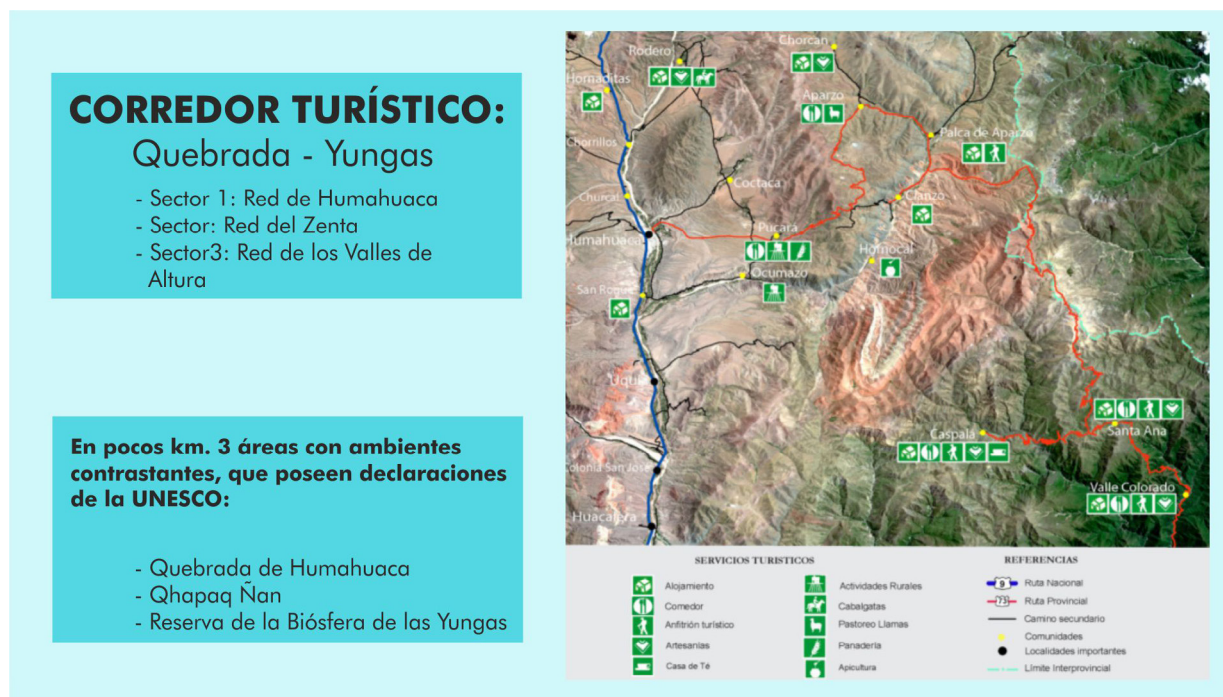 CORREDOR TURÍSTICO:
Quebrada - Yungas
- Sector 1: Red de Humahuaca
- Sector: Red del Zenta
- Sector3: Red de los Valles de
Altura
En pocos km. 3 áreas con ambientes
contrastantes, que poseen declaraciones
de la UNESCO:
- Quebrada de Humahuaca
- Qhapaq Ñan
- Reserva de la Biósfera de las Yungas
Rodero
Chorcan
Hornaditas
Aparzo
Chorrillos
Palca de Aparzo
Coctaca
Churcal
Cianzo
Pucara
Humahuaca
Homocal
Ocumazo
San Roque
Uquia
Caspala
Santa Ana
Colonia San José
Valle Colorado
Huacalera
SERVICIOS TURISTICOS
Alojamiento
Comedor
Anfitrión turístico
Artesanías
Casa de Té
Actividades Rurales
Cabalgatas
Pastoreo Llamas
Panadería
Apicultura
REFERENCIAS
9 Ruta Nacional
73 Ruta Provincial
Camino secundario
Comunidades
Localidades importantes
Límite Interprovincial